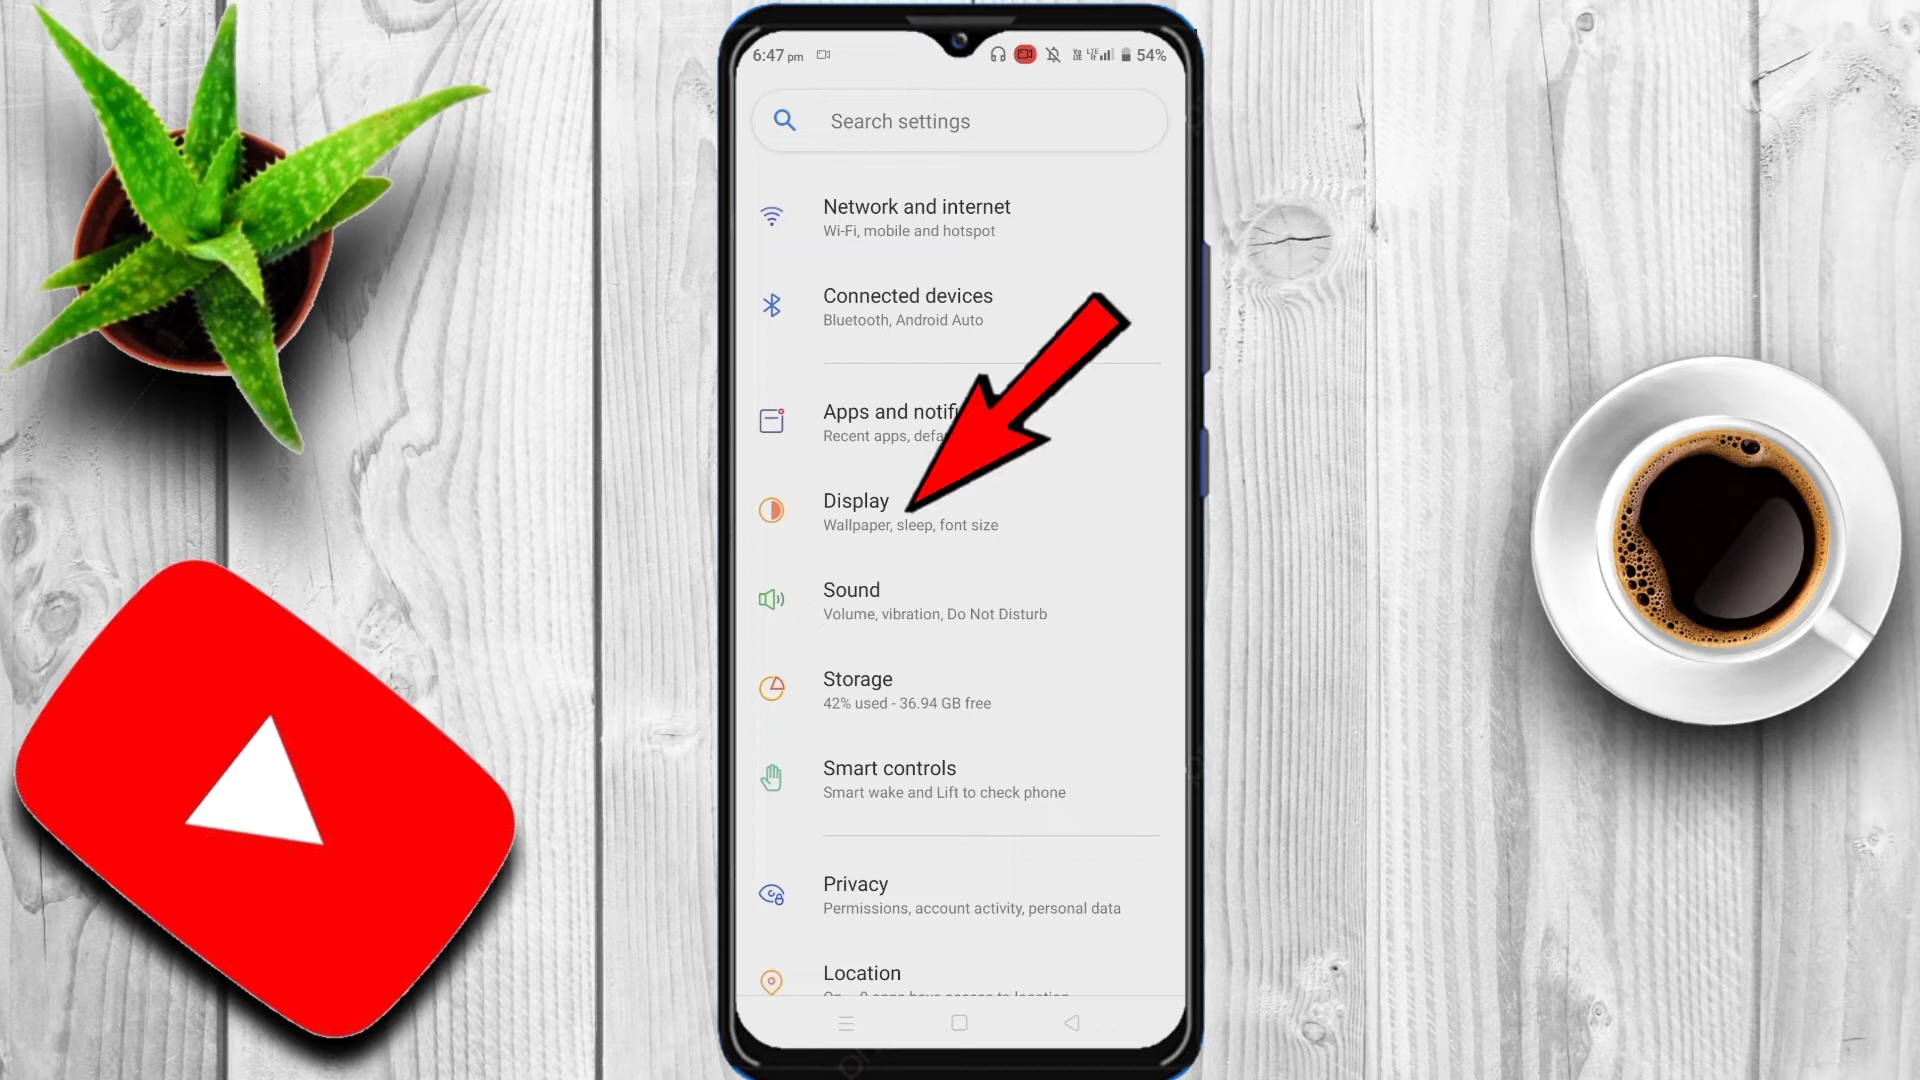 6:47 pm
54%
Search settings
Network and internet
Wi-Fi, mobile and hotspot
Connected devices
Bluetooth, Android Auto
Apps and notifi
Recent apps, defa
Display
Wallpaper, sleep, font size
Sound
Volume, vibration, Do Not Disturb
Storage
42% used - 36.94 GB free
Smart controls
Smart wake and Lift to check phone
Privacy
Permissions, account activity, personal data
Location